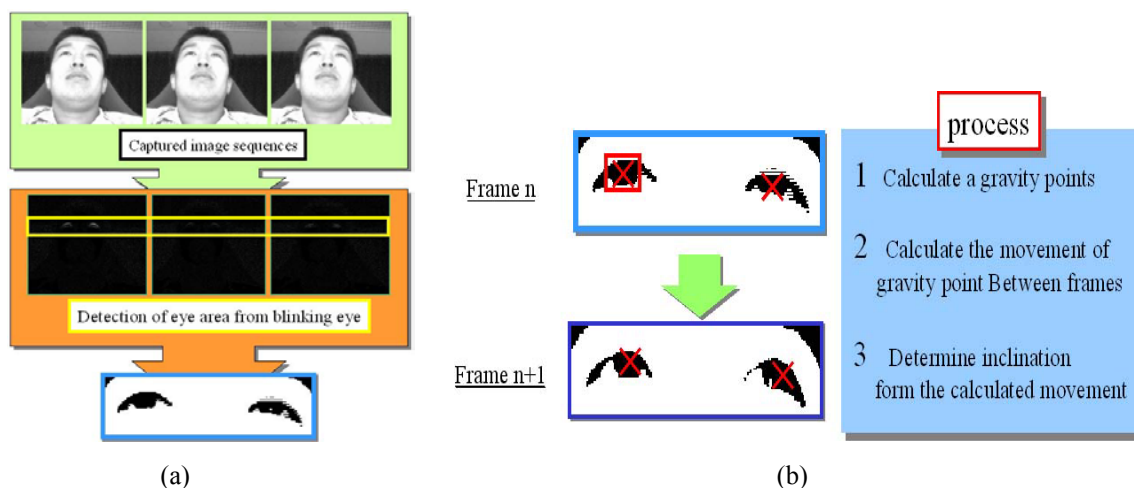 Captured image sequences
Detection of eye area from blinking eye
(a)
Frame n
Frame n+1
process
1 Calculate a gravity points
2 Calculate the movement of
gravity point Between frames
3 Determine inclination
form the calculated movement
(b)